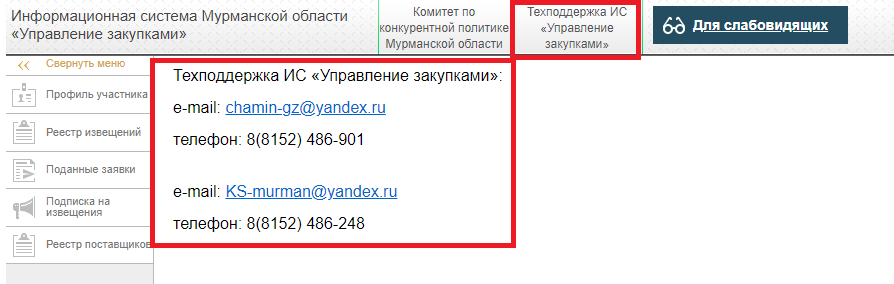 Информационная система Мурманской области
«Управление закупками»
Комитет по
конкурентной политике
Мурманской области
Техподдержка ИС
«Управление
закупками»
Для слабовидящих
Свернуть меню
Профиль участника
Реестр извещений
Поданные заявки
Подписка на
извещения
Реестр поставщиков
Техподдержка ИС «Управление закупками»:
e-mail: chamin-gz@yandex.ru
телефон: 8(8152) 486-901
e-mail: KS-murman@yandex.ru
телефон: 8(8152) 486-248